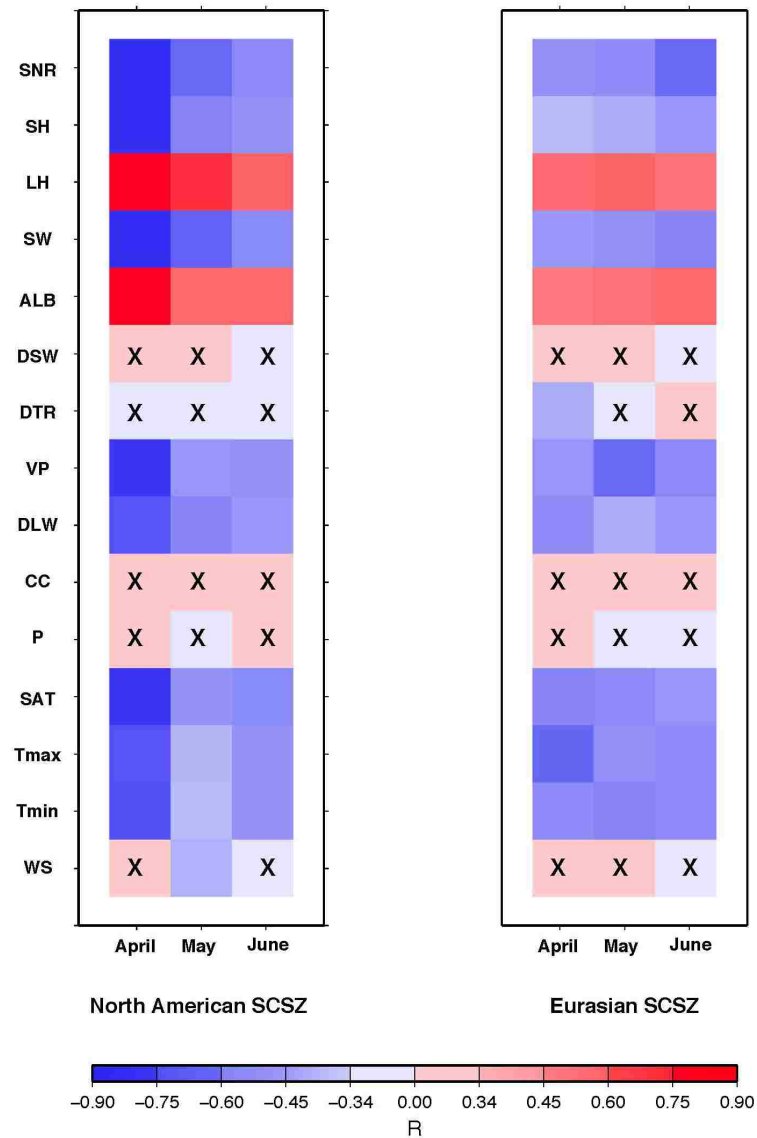 SNR
SH
LH
SW
ALB
DSW X X X X X X
DTR X X X X X
VP
DLW
CC X X X X X X
P X X X X X X
SAT
Tmax
Tmin
WS X X X X X
April May June April May June
North American SCSZ Eurasian SCSZ
−0.90 −0.75 −0.60 −0.45 −0.34 0.00 0.34 0.45 0.60 0.75 0.90
R